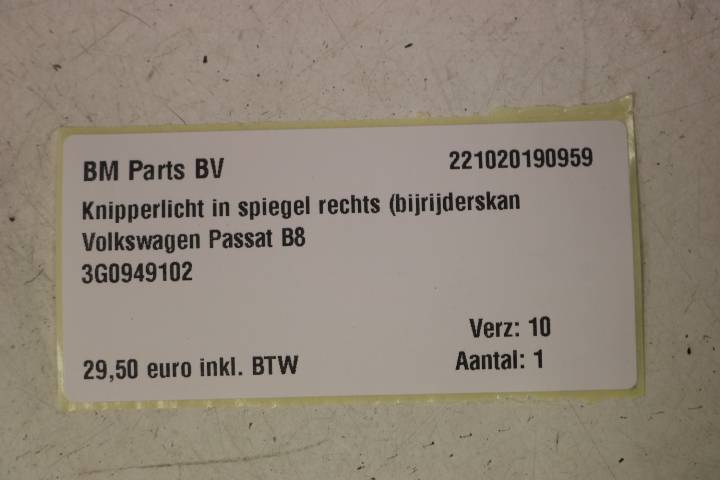 BM Parts BV 221020190959
Knipperlicht in spiegel rechts (bijrijderskan
Volkswagen Passat B8
3G0949102
Verz: 10
29,50 euro inkl. BTW Aantal: 1